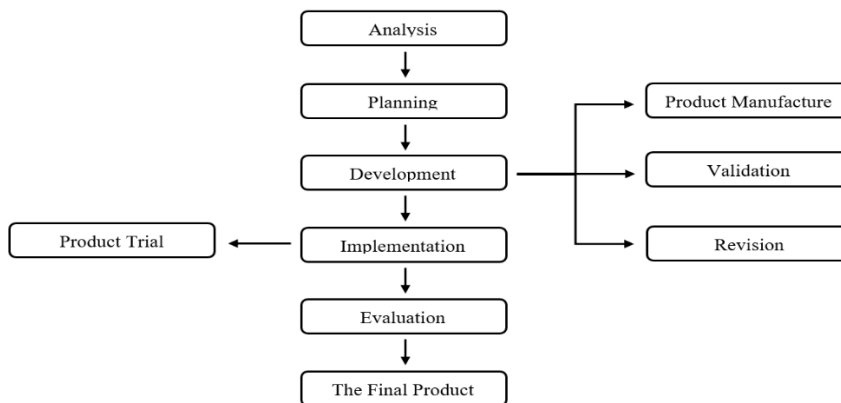 Analysis
Planning
Product Manufacture
Development
Validation
Product Trial
Implementation
Revision
Evaluation
The Final Product